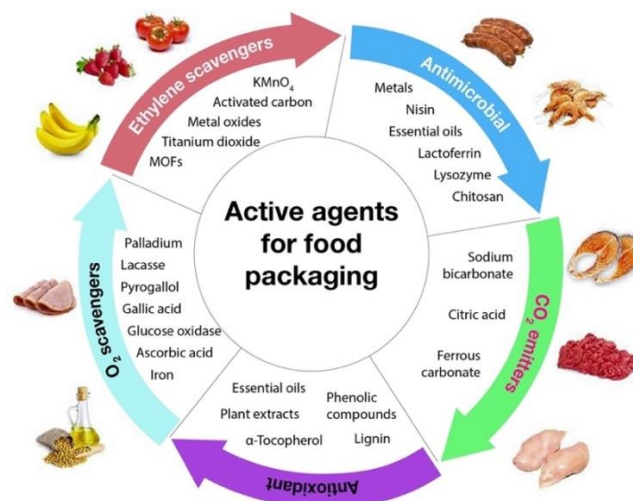 Active agents
for food
packaging
Ethylene scavengers
KMnO₄
Activated carbon
Metal oxides
Titanium dioxide
MOFs
Antimicrobial
Metals
Nisin
Essential oils
Lactoferrin
Lysozyme
Chitosan
CO₂ emitters
Sodium
bicarbonate
Citric acid
Ferrous
carbonate
Antioxidant
Essential oils
Plant extracts
α-Tocopherol
Phenolic
compounds
Lignin
O₂ scavengers
Palladium
Lacasse
Pyrogallol
Gallic acid
Glucose oxidase
Ascorbic acid
Iron